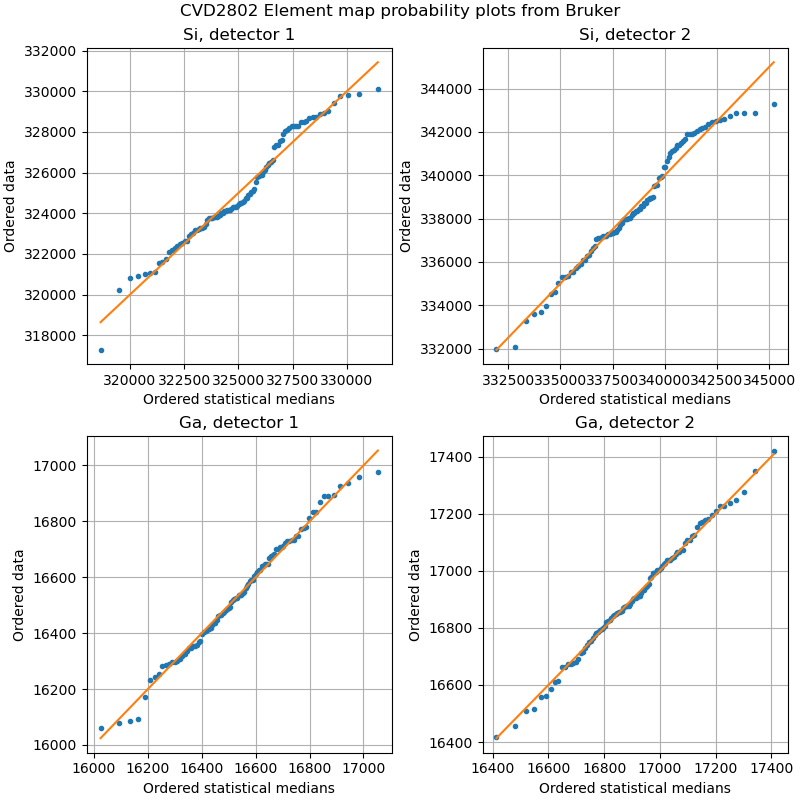 CVD2802 Element map probability plots from Bruker
Si, detector 1
Si, detector 2
332000
330000
328000
326000
324000
322000
320000
318000
Ordered data
320000 322500 325000 327500 330000
Ordered statistical medians
344000
342000
340000
338000
336000
334000
332000
Ordered data
332500 335000 337500 340000 342500 345000
Ordered statistical medians
Ga, detector 1
Ga, detector 2
17000
16800
16600
16400
16200
16000
Ordered data
16000 16200 16400 16600 16800 17000
Ordered statistical medians
17400
17200
17000
16800
16600
16400
Ordered data
16400 16600 16800 17000 17200 17400
Ordered statistical medians